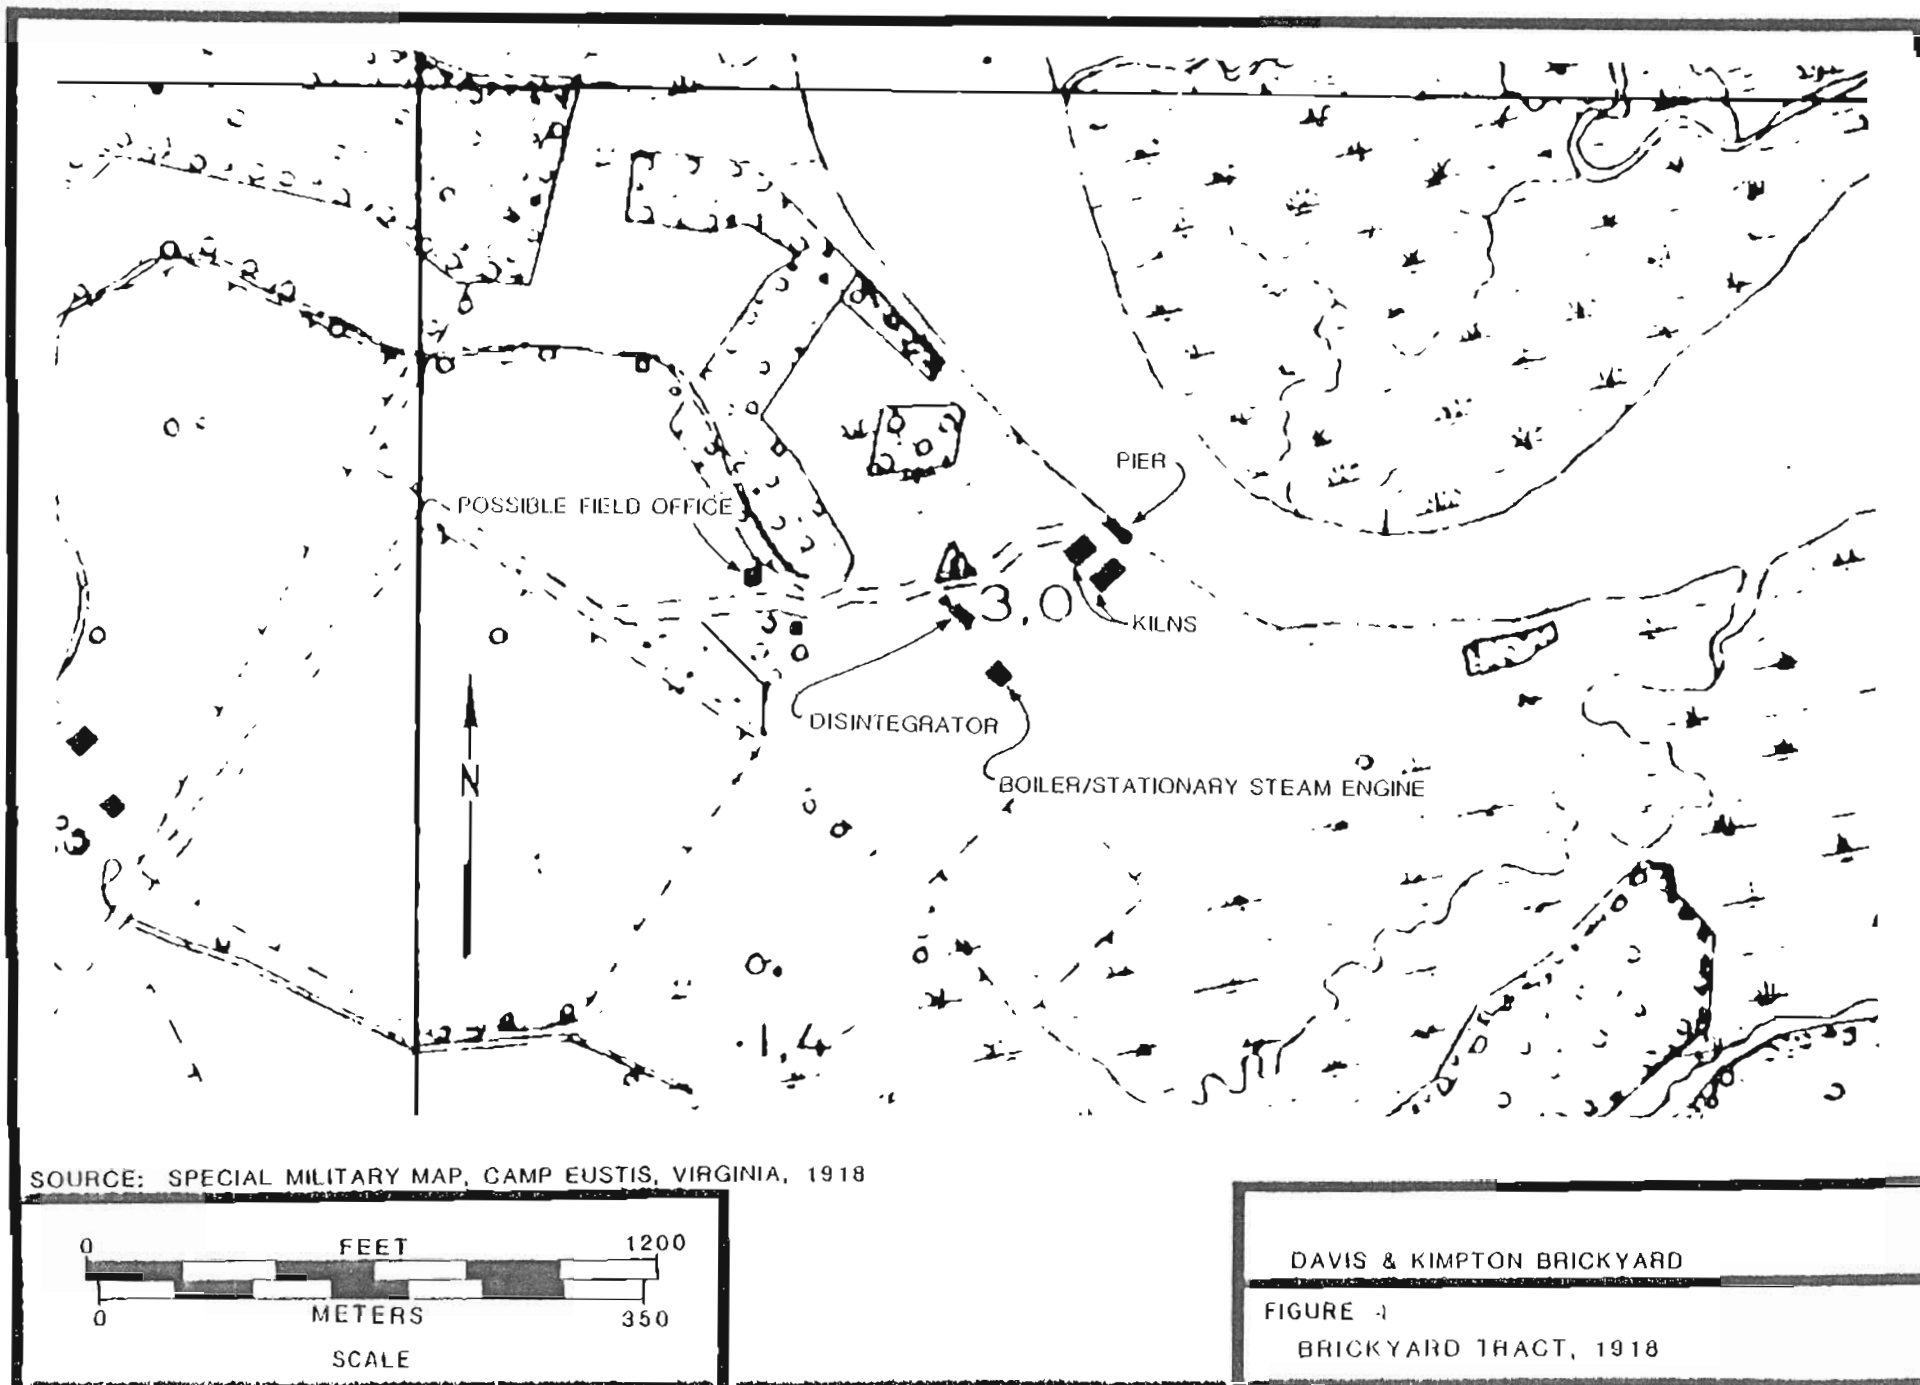 PIER
POSSIBLE FIELD OFFICE
3.0
KILNS
DISINTEGRATOR
N
BOILER/STATIONARY STEAM ENGINE
.1,4
SOURCE: SPECIAL MILITARY MAP, CAMP EUSTIS, VIRGINIA, 1918
0 FEET 1200
0 METERS 350
SCALE
DAVIS & KIMPTON BRICKYARD
FIGURE
BRICKYARD TRACT, 1918